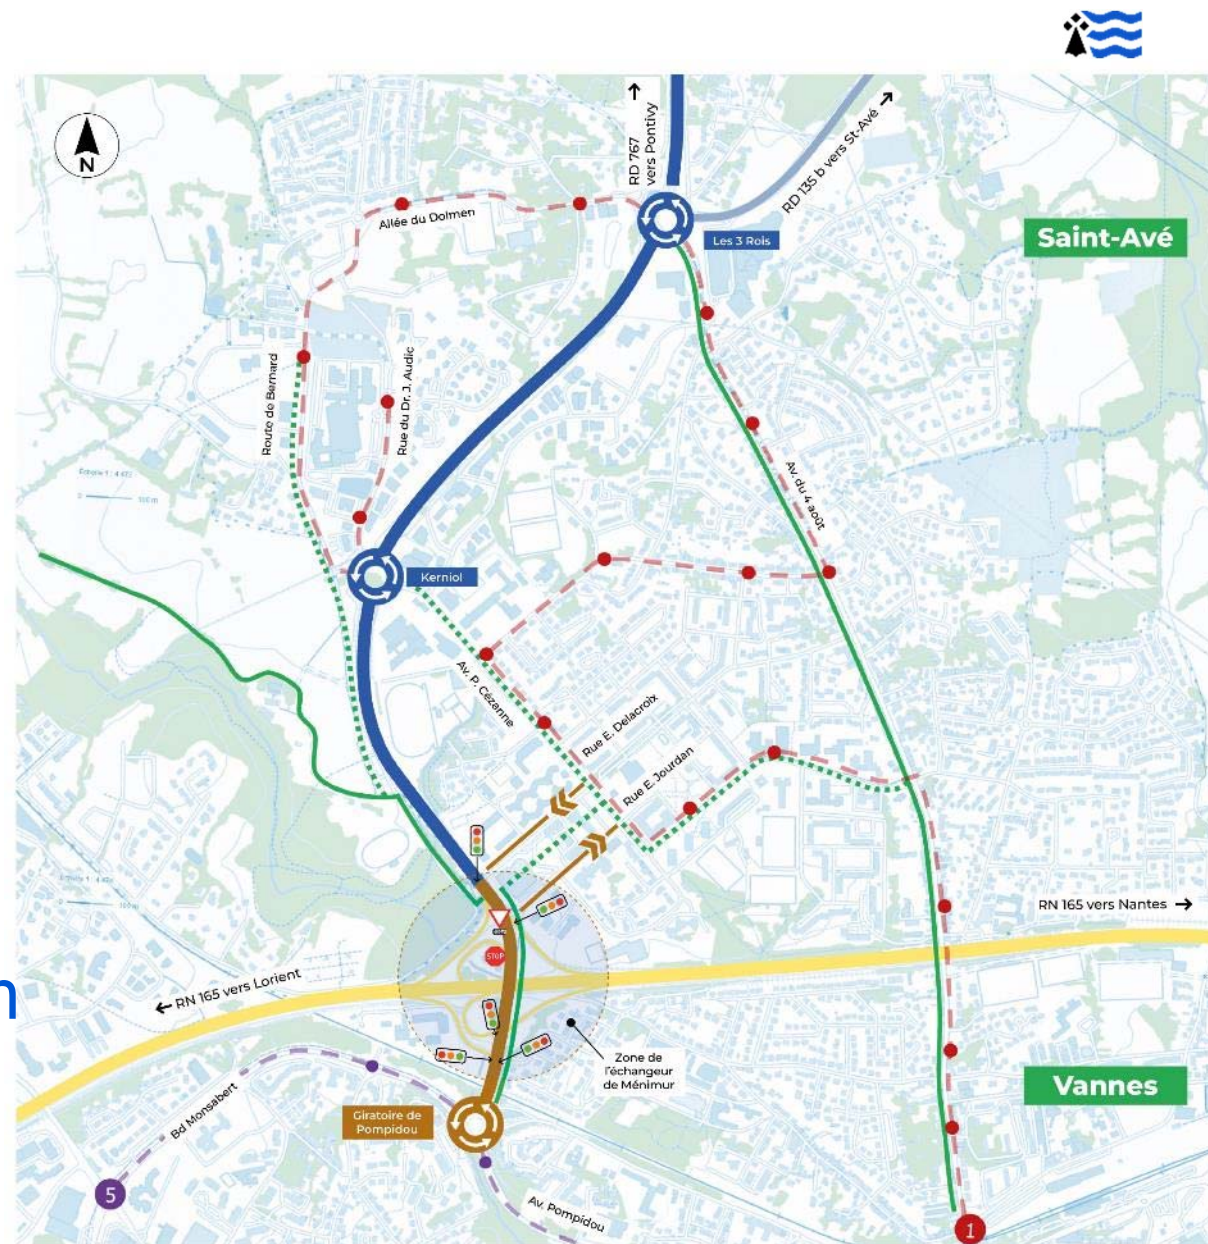 N
RD 767
vers Pontivy
RD 135 b vers St-Avé
Allée du Dolmen
Les 3 Rois
Saint-Avé
Route de Bernard
Rue du Dr. J. Audic
Av. du 4 août
Kerniol
Av. P. Cézanne
Rue E. Delacroix
Rue E. Jourdan
RN 165 vers Nantes
STOP
RN 165 vers Lorient
n
Zone de
l'échangeur
de Ménimur
Vannes
Bd Monsabert
Giratoire de
Pompidou
5
Av. Pompidou
1